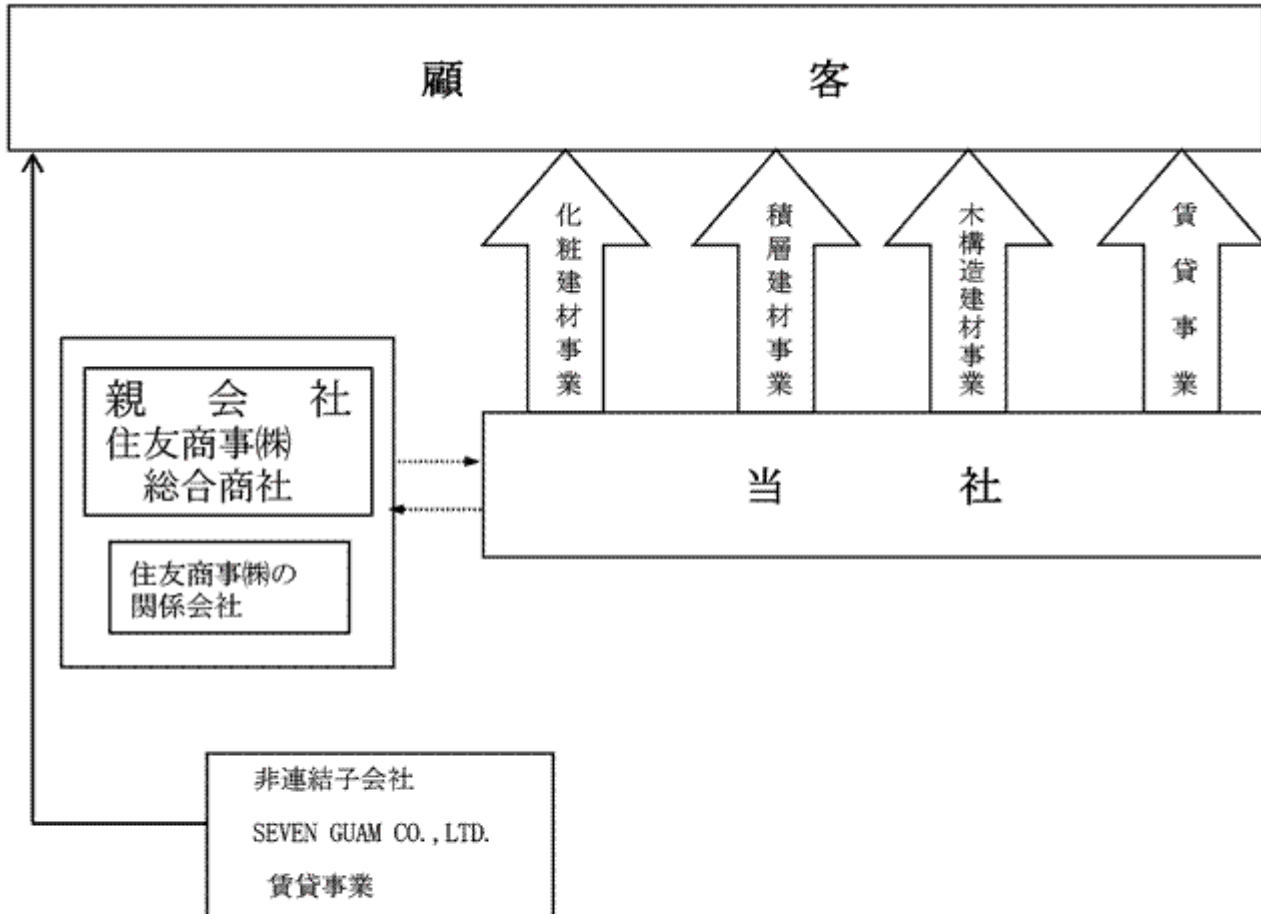 顧客
化粧建材事業
積層建材事業
木構造建材事業
賃貸事業
親会社
住友商事㈱
総合商社
当社
住友商事㈱の
関係会社
非連結子会社
SEVEN GUAM CO.,LTD.
賃貸事業